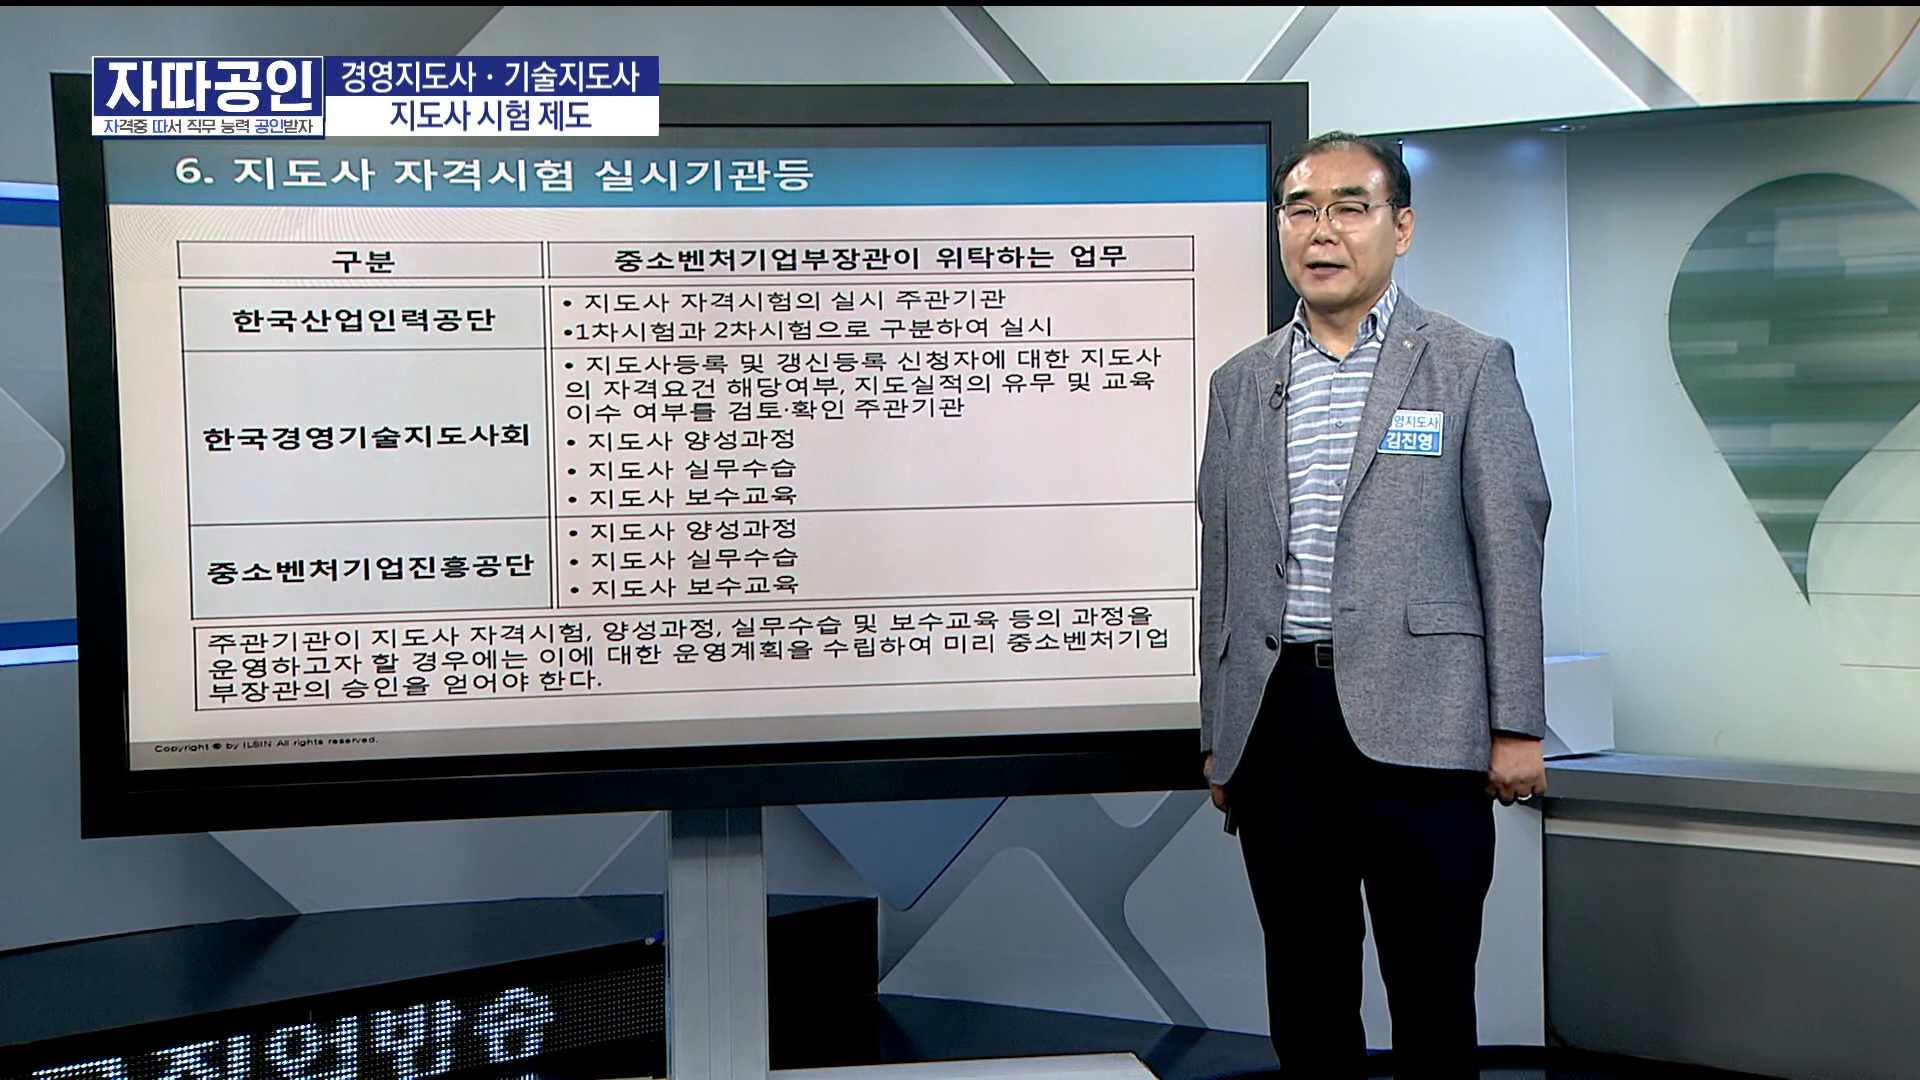 자따공인
자격증 따서 직무 능력 공인받자
경영지도사 · 기술지도사
지도사 시험 제도
6. 지도사 자격시험 실시기관등
구분
중소벤처기업부장관이 위탁하는 업무
한국산업인력공단
• 지도사 자격시험의 실시 주관기관
•1차시험과 2차시험으로 구분하여 실시
한국경영기술지도사회
• 지도사등록 및 갱신등록 신청자에 대한 지도사
의 자격요건 해당여부, 지도실적의 유무 및 교육
이수 여부를 검토·확인 주관기관
• 지도사 양성과정
• 지도사 실무수습
• 지도사 보수교육
중소벤처기업진흥공단
• 지도사 양성과정
• 지도사 실무수습
• 지도사 보수교육
주관기관이 지도사 자격시험, 양성과정, 실무수습 및 보수교육 등의 과정을
운영하고자 할 경우에는 이에 대한 운영계획을 수립하여 미리 중소벤처기업
부장관의 승인을 얻어야 한다.
Copyright © by ILBIN All rights reserved.
영지도사
김진영
직업방송